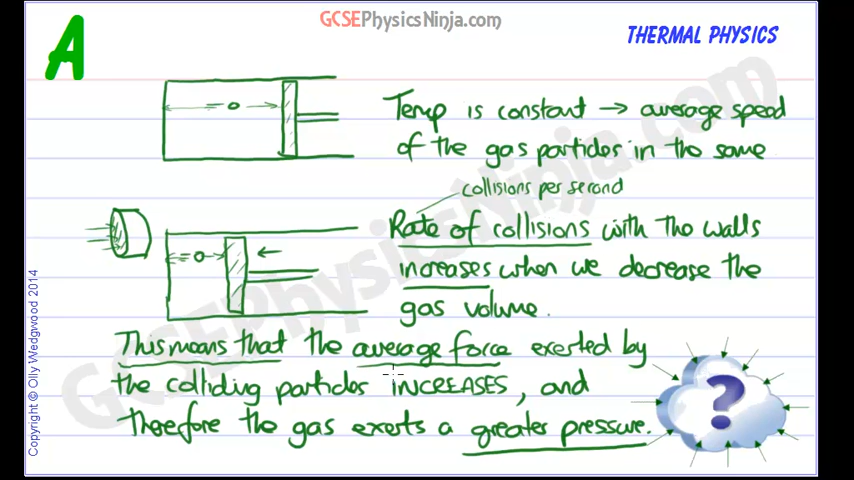 GCSEPhysicsNinja.com
A
THERMAL PHYSICS
Temp is constant → average speed
of the gas particles in the same
collisions per second
Rate of collisions with the walls
increases when we decrease the
gas volume.
This means that the average force exerted by
the colliding particles INCREASES, and
therefore the gas exerts a greater pressure.
?
Copyright © Olly Wedgwood 2014
GCSEPhysicsNinja.com